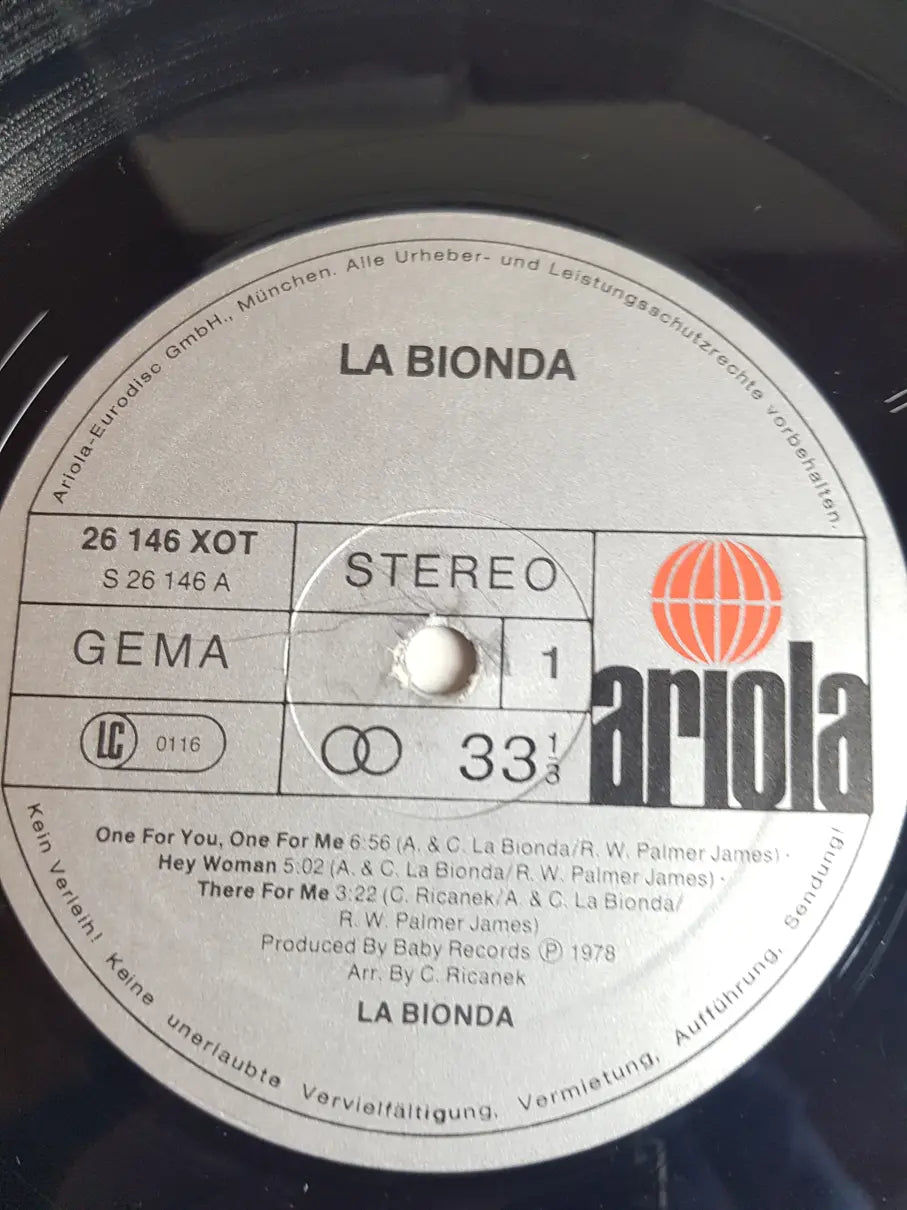 Ariola-Eurodisc GmbH., München. Alle Urheber- und Leistungsschutzrechte vorbehalten.
LA BIONDA
26 146 XOT
S 26 146 A
STEREO
GEMA
1
LC 0116
33 1/3
ariola
One For You, One For Me 6:56 (A. & C. La Bionda/R. W. Palmer James) ·
Hey Woman 5:02 (A. & C. La Bionda/R. W. Palmer James) ·
There For Me 3:22 (C. Ricanek/A. & C. La Bionda/
R. W. Palmer James)
Produced By Baby Records Ⓟ 1978
Arr. By C. Ricanek
LA BIONDA
Kein Verleih! Keine unerlaubte Vervielfältigung, Vermietung, Aufführung, Sendung!